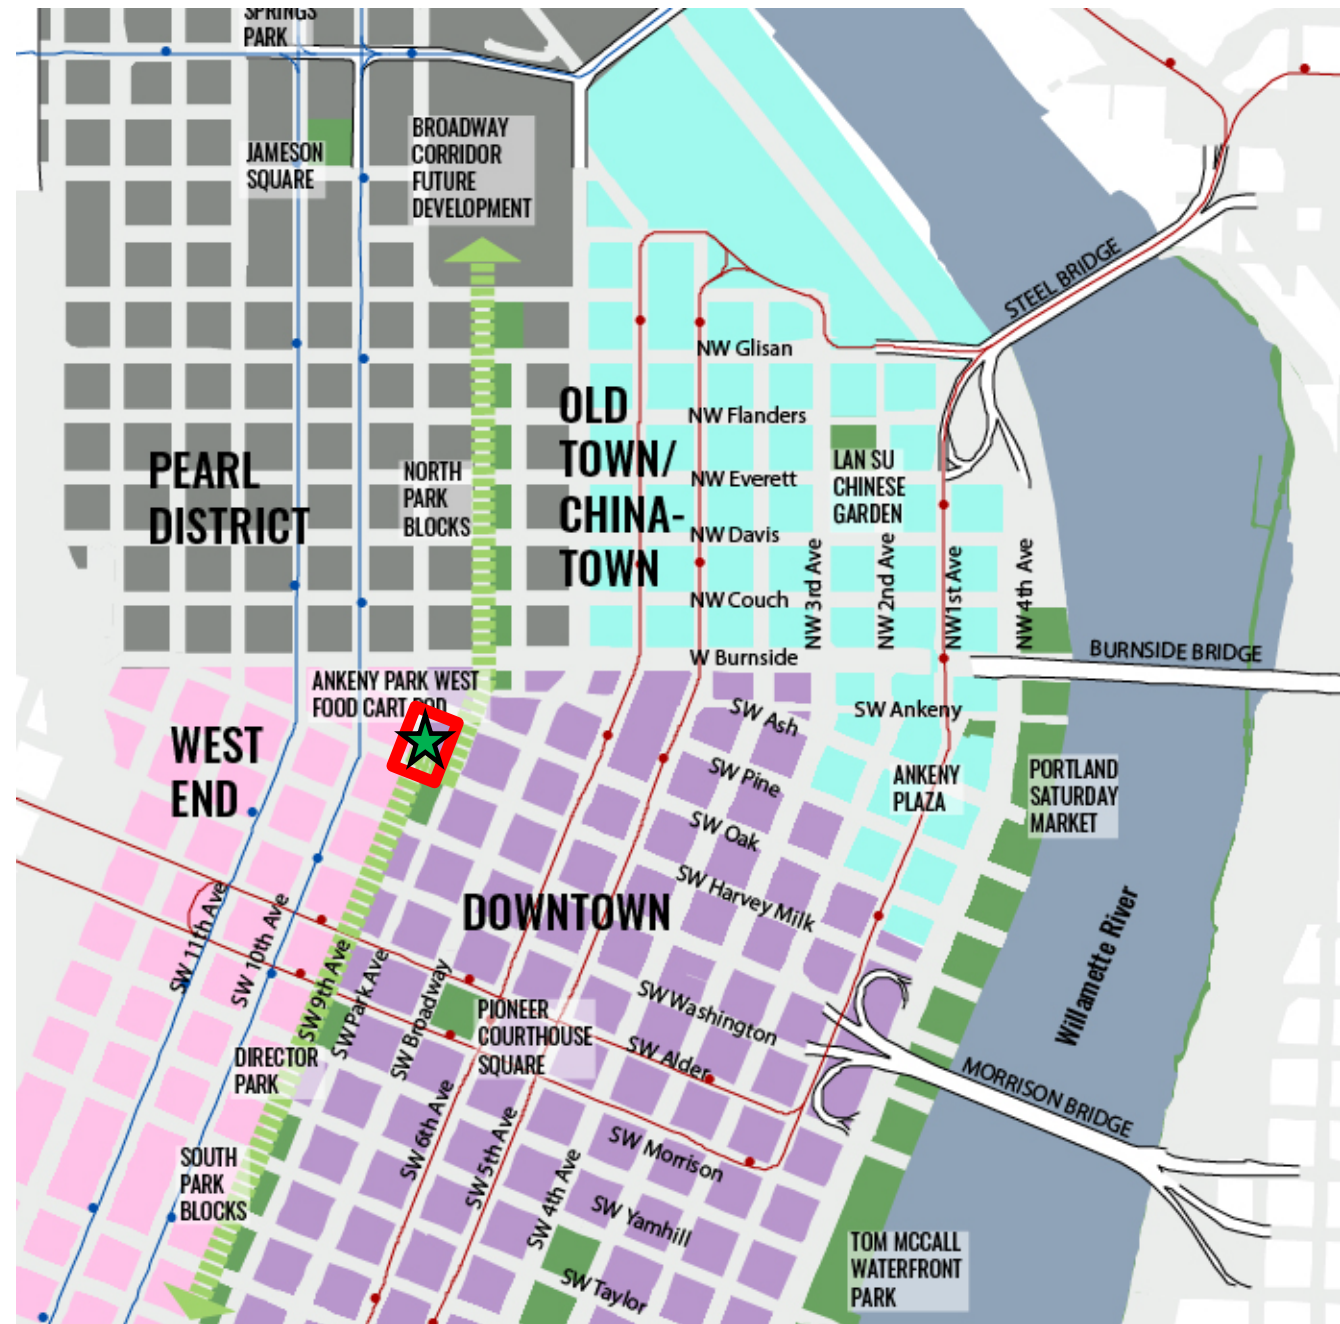 SPRINGS
PARK
JAMESON
SQUARE
BROADWAY
CORRIDOR
FUTURE
DEVELOPMENT
STEEL BRIDGE
NW Glisan
OLD
TOWN/
CHINA-
TOWN
NW Flanders
PEARL
DISTRICT
NORTH
PARK
BLOCKS
NW Everett
LAN SU
CHINESE
GARDEN
NW Davis
NW Couch
NW 3rd Ave
NW 2nd Ave
NW 1st Ave
NW 4th Ave
W Burnside
BURNSIDE BRIDGE
ANKENY PARK WEST
FOOD CART POD
SW Ash
SW Ankeny
WEST
END
SW Pine
ANKENY
PLAZA
PORTLAND
SATURDAY
MARKET
SW Oak
SW Harvey Milk
DOWNTOWN
SW 11th Ave
SW 10th Ave
SW 9th Ave
SW Park Ave
SW Broadway
PIONEER
COURTHOUSE
SQUARE
SW Washington
SW Alder
Willamette River
DIRECTOR
PARK
MORRISON BRIDGE
SW 6th Ave
SW 5th Ave
SW 4th Ave
SW Morrison
SOUTH
PARK
BLOCKS
SW Yamhill
SW Taylor
TOM MCCALL
WATERFRONT
PARK